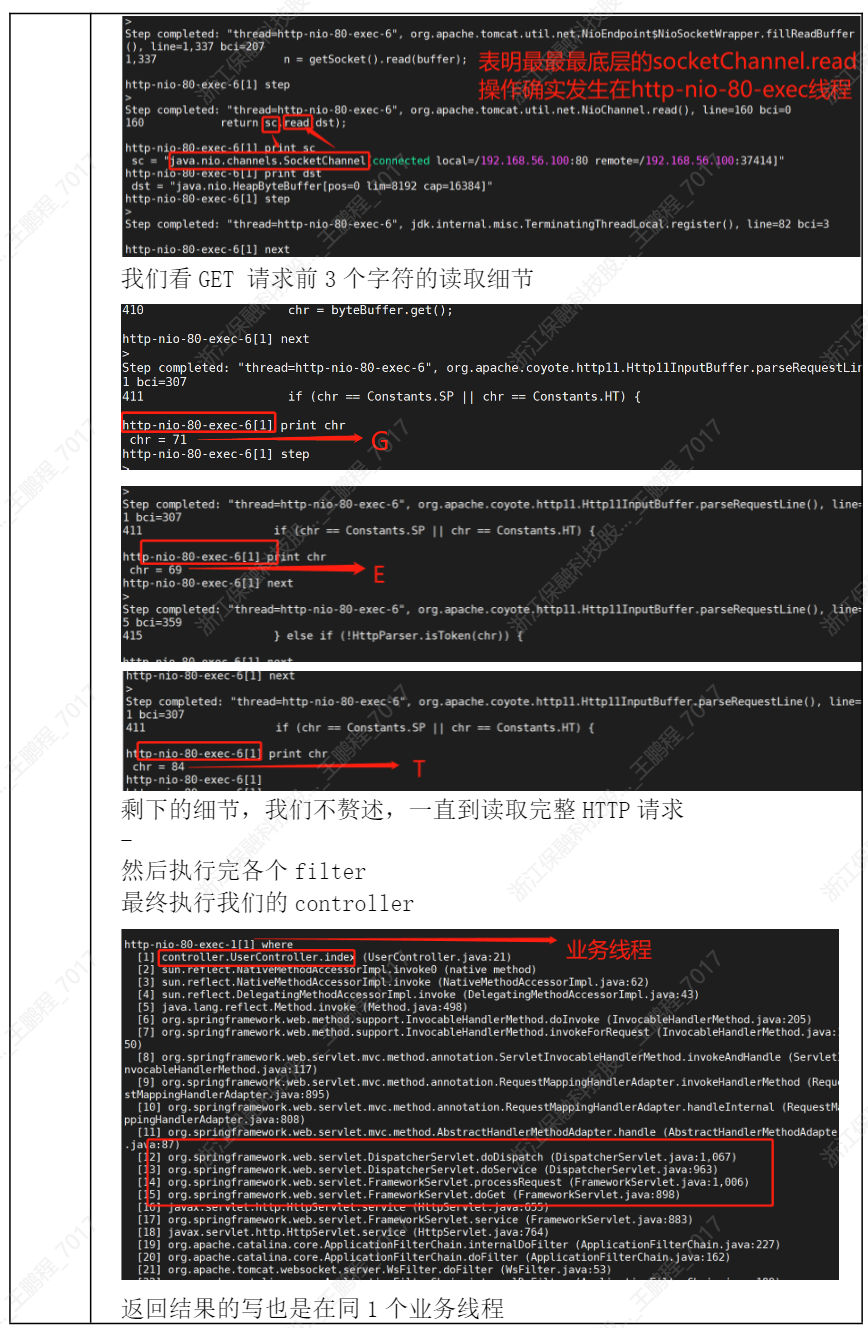 >
Step completed: "thread=http-nio-80-exec-6", org.apache.tomcat.util.net.NioEndpoint$NioSocketWrapper.fillReadBuffer
(), line=1,337 bci=207
1,337 n = getSocket().read(buffer);
表明最最最底层的socketChannel.read
操作确实发生在http-nio-80-exec线程
http-nio-80-exec-6[1] step
>
Step completed: "thread=http-nio-80-exec-6", org.apache.tomcat.util.net.NioChannel.read(), line=160 bci=0
160 return sc.read(dst);
http-nio-80-exec-6[1] print sc
sc = "java.nio.channels.SocketChannel[connected local=/192.168.56.100:80 remote=/192.168.56.100:37414]"
http-nio-80-exec-6[1] print dst
dst = "java.nio.HeapByteBuffer[pos=0 lim=8192 cap=16384]"
http-nio-80-exec-6[1] step
>
Step completed: "thread=http-nio-80-exec-6", jdk.internal.misc.TerminatingThreadLocal.register(), line=82 bci=3
http-nio-80-exec-6[1] next
我们看 GET 请求前 3 个字符的读取细节
410 chr = byteBuffer.get();
http-nio-80-exec-6[1] next
>
Step completed: "thread=http-nio-80-exec-6", org.apache.coyote.http11.Http11InputBuffer.parseRequestLin
1 bci=307
411 if (chr == Constants.SP || chr == Constants.HT) {
http-nio-80-exec-6[1] print chr
chr = 71 G
http-nio-80-exec-6[1] step
>
>
Step completed: "thread=http-nio-80-exec-6", org.apache.coyote.http11.Http11InputBuffer.parseRequestLine(), line=
1 bci=307
411 if (chr == Constants.SP || chr == Constants.HT) {
http-nio-80-exec-6[1] print chr
chr = 69 E
http-nio-80-exec-6[1] next
>
Step completed: "thread=http-nio-80-exec-6", org.apache.coyote.http11.Http11InputBuffer.parseRequestLine(), line=
5 bci=359
415 } else if (!HttpParser.isToken(chr)) {
http-nio-80-exec-6[1] next
http-nio-80-exec-6[1] next
>
Step completed: "thread=http-nio-80-exec-6", org.apache.coyote.http11.Http11InputBuffer.parseRequestLine(), line=
1 bci=307
411 if (chr == Constants.SP || chr == Constants.HT) {
http-nio-80-exec-6[1] print chr
chr = 84 T
http-nio-80-exec-6[1]
剩下的细节，我们不赘述，一直到读取完整 HTTP 请求
–
然后执行完各个 filter
最终执行我们的 controller
http-nio-80-exec-1[1] where 业务线程
[1] controller.UserController.index (UserController.java:21)
[2] sun.reflect.NativeMethodAccessorImpl.invoke0 (native method)
[3] sun.reflect.NativeMethodAccessorImpl.invoke (NativeMethodAccessorImpl.java:62)
[4] sun.reflect.DelegatingMethodAccessorImpl.invoke (DelegatingMethodAccessorImpl.java:43)
[5] java.lang.reflect.Method.invoke (Method.java:498)
[6] org.springframework.web.method.support.InvocableHandlerMethod.doInvoke (InvocableHandlerMethod.java:205)
[7] org.springframework.web.method.support.InvocableHandlerMethod.invokeForRequest (InvocableHandlerMethod.java:
50)
[8] org.springframework.web.servlet.mvc.method.annotation.ServletInvocableHandlerMethod.invokeAndHandle (ServletI
nvocableHandlerMethod.java:117)
[9] org.springframework.web.servlet.mvc.method.annotation.RequestMappingHandlerAdapter.invokeHandlerMethod (Reque
stMappingHandlerAdapter.java:895)
[10] org.springframework.web.servlet.mvc.method.annotation.RequestMappingHandlerAdapter.handleInternal (RequestMa
ppingHandlerAdapter.java:808)
[11] org.springframework.web.servlet.mvc.method.AbstractHandlerMethodAdapter.handle (AbstractHandlerMethodAdapte
.java:87)
[12] org.springframework.web.servlet.DispatcherServlet.doDispatch (DispatcherServlet.java:1,067)
[13] org.springframework.web.servlet.DispatcherServlet.doService (DispatcherServlet.java:963)
[14] org.springframework.web.servlet.FrameworkServlet.processRequest (FrameworkServlet.java:1,006)
[15] org.springframework.web.servlet.FrameworkServlet.doGet (FrameworkServlet.java:898)
[16] javax.servlet.http.HttpServlet.service (HttpServlet.java:655)
[17] org.springframework.web.servlet.FrameworkServlet.service (FrameworkServlet.java:883)
[18] javax.servlet.http.HttpServlet.service (HttpServlet.java:764)
[19] org.apache.catalina.core.ApplicationFilterChain.internalDoFilter (ApplicationFilterChain.java:227)
[20] org.apache.catalina.core.ApplicationFilterChain.doFilter (ApplicationFilterChain.java:162)
[21] org.apache.tomcat.websocket.server.WsFilter.doFilter (WsFilter.java:53)
返回结果的写也是在同 1 个业务线程